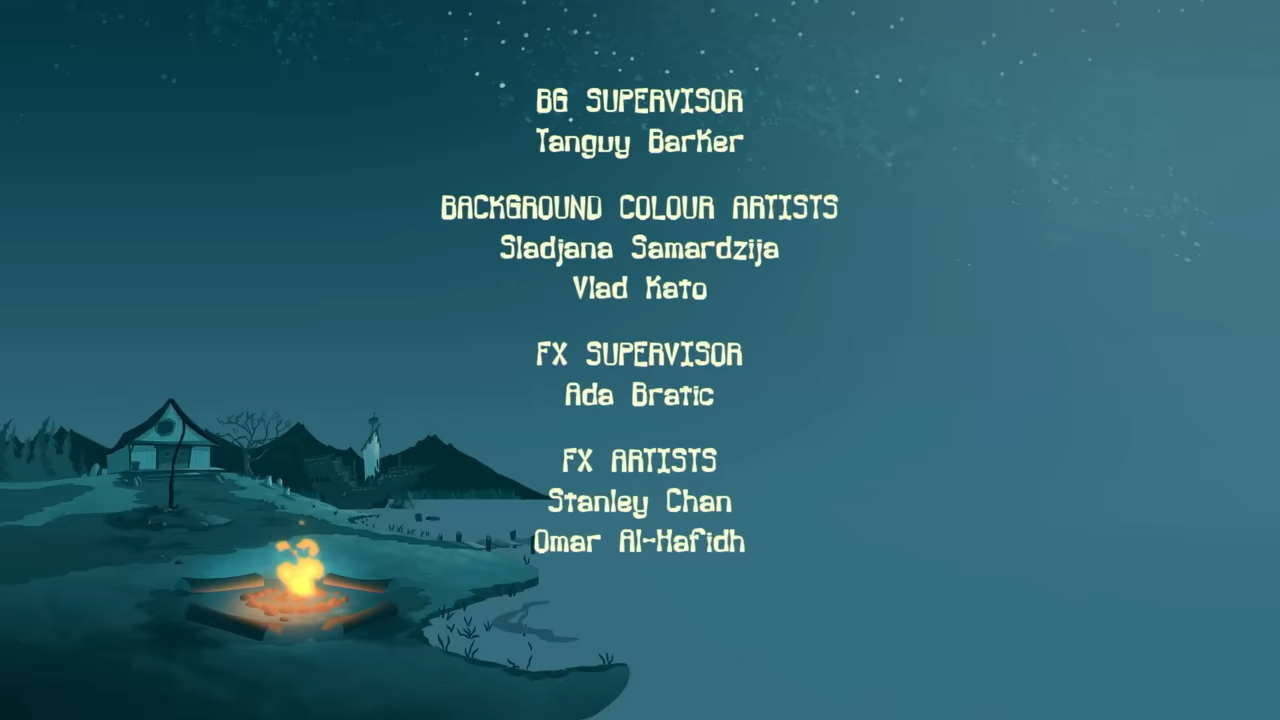 BG SUPERVISOR
Tanguy Barker
BACKGROUND COLOUR ARTISTS
Sladjana Samardzija
Vlad Kato
FX SUPERVISOR
Ada Bratic
FX ARTISTS
Stanley Chan
Omar Al-Hafidh